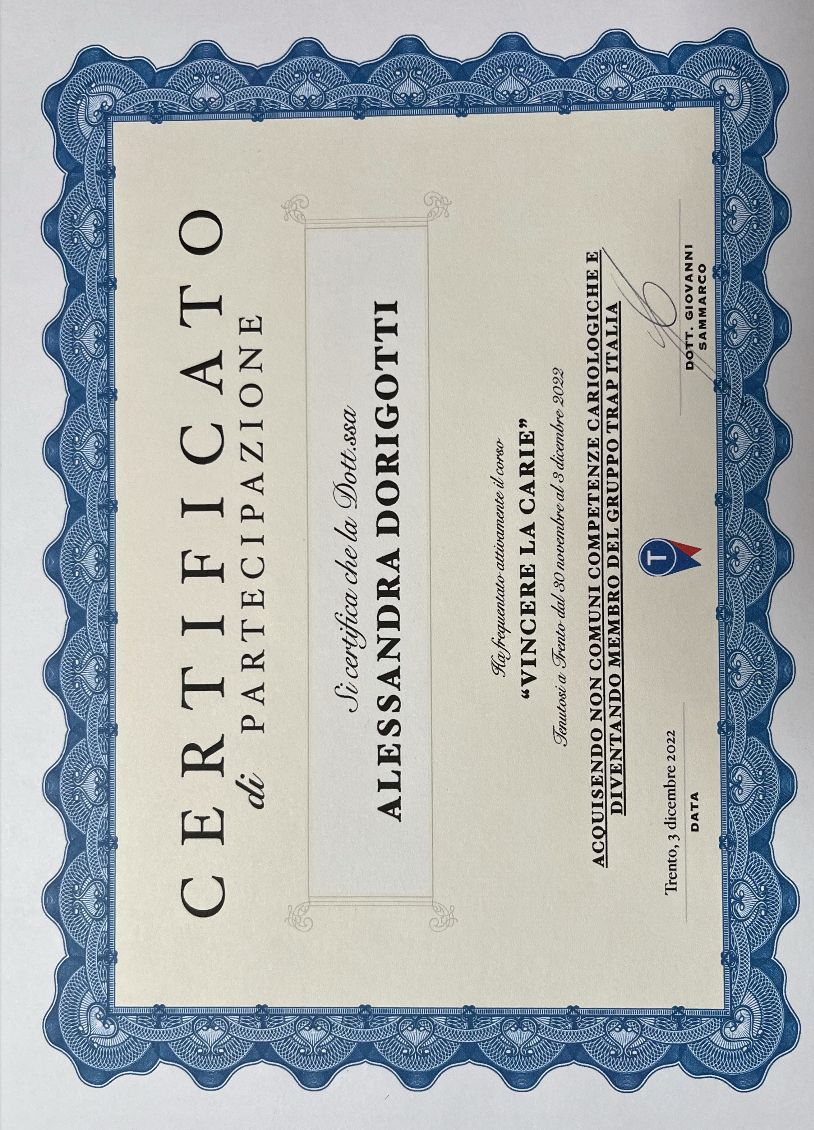 CERTIFICATO
di PARTECIPAZIONE
Si certifica che la Dott.ssa
ALESSANDRA DORIGOTTI
Ha frequentato attivamente il corso
“VINCERE LA CARIE”
Tenutosi a Trento dal 30 novembre al 3 dicembre 2022
ACQUISENDO NON COMUNI COMPETENZE CARIOLOGICHE E
DIVENTANDO MEMBRO DEL GRUPPO TRAP ITALIA
Trento, 3 dicembre 2022
DATA
T
DOTT. GIOVANNI
SAMMARCO